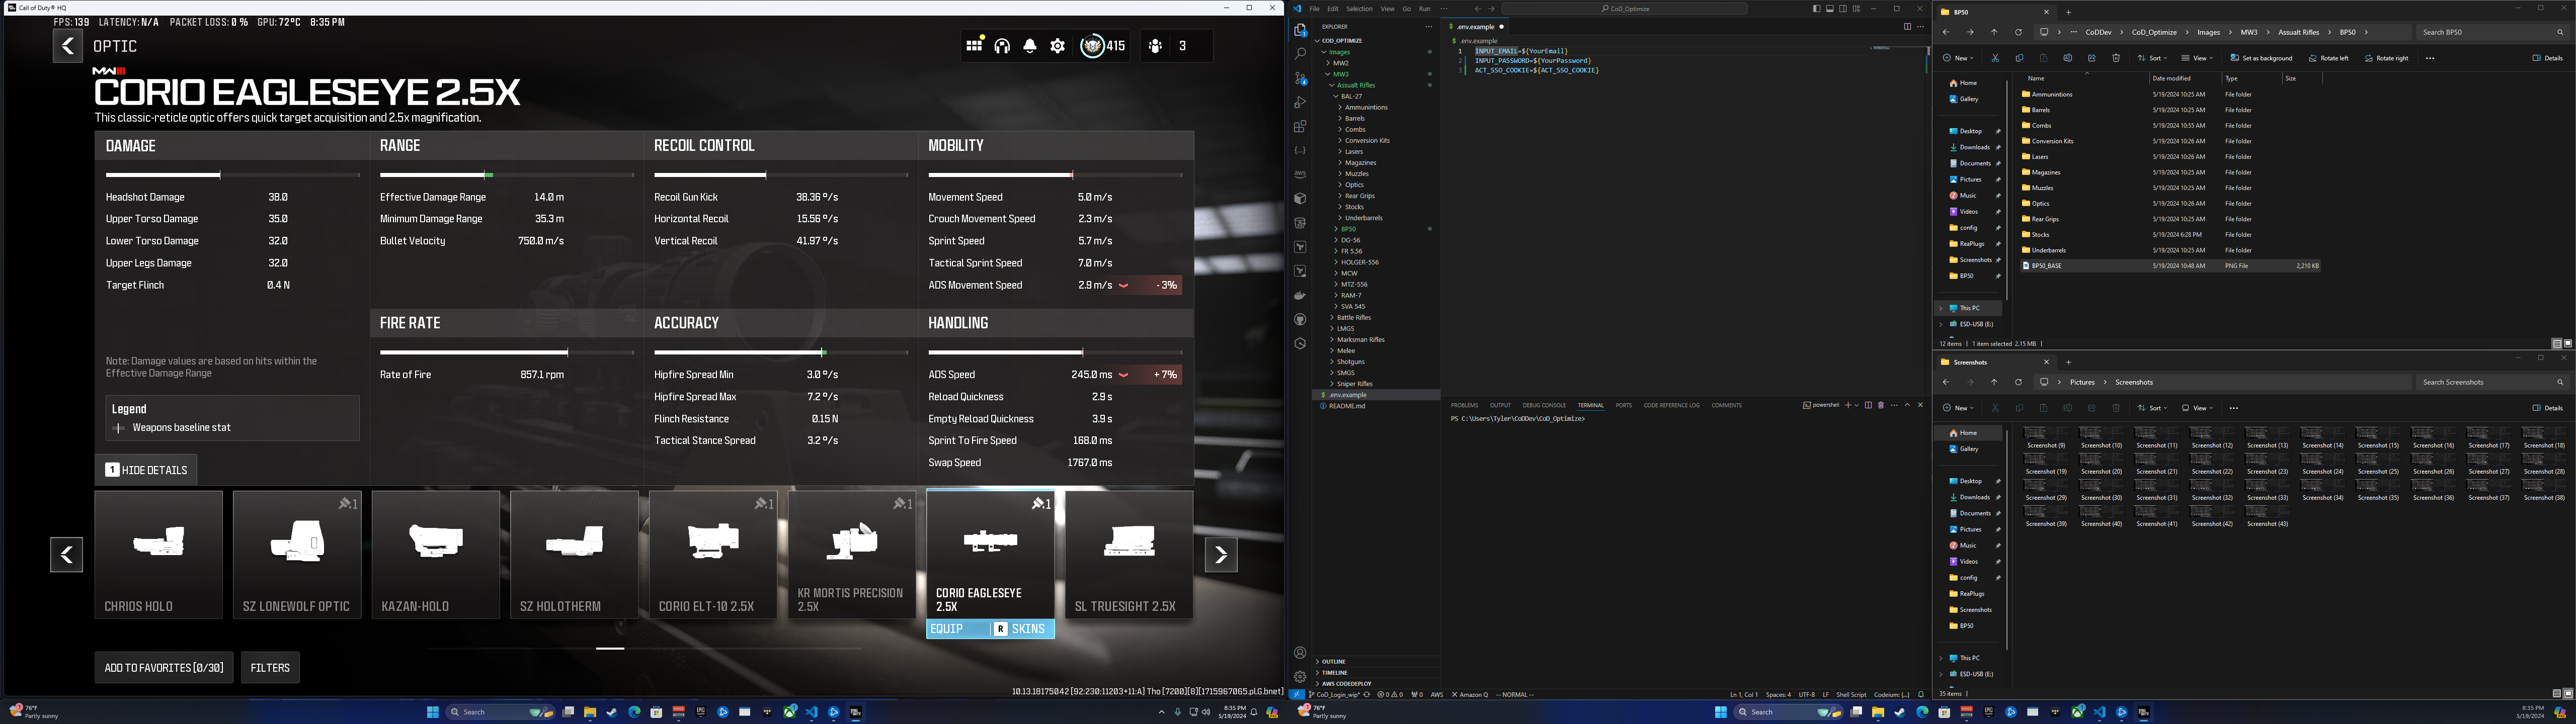 Call of Duty® HQ
FPS: 139 LATENCY: N/A PACKET LOSS: 0 % GPU: 72°C 8:35 PM
OPTIC
415
3
MWIII
CORIO EAGLESEYE 2.5X
This classic-reticle optic offers quick target acquisition and 2.5x magnification.
DAMAGE
Headshot Damage 38.0
Upper Torso Damage 35.0
Lower Torso Damage 32.0
Upper Legs Damage 32.0
Target Flinch 0.4 N
Note: Damage values are based on hits within the
Effective Damage Range
Legend
Weapons baseline stat
1 HIDE DETAILS
RANGE
Effective Damage Range 14.0 m
Minimum Damage Range 35.3 m
Bullet Velocity 750.0 m/s
FIRE RATE
Rate of Fire 857.1 rpm
RECOIL CONTROL
Recoil Gun Kick 38.36 º/s
Horizontal Recoil 15.56 º/s
Vertical Recoil 41.97 º/s
ACCURACY
Hipfire Spread Min 3.0 º/s
Hipfire Spread Max 7.2 º/s
Flinch Resistance 0.15 N
Tactical Stance Spread 3.2 º/s
MOBILITY
Movement Speed 5.0 m/s
Crouch Movement Speed 2.3 m/s
Sprint Speed 5.7 m/s
Tactical Sprint Speed 7.0 m/s
ADS Movement Speed 2.9 m/s - 3%
HANDLING
ADS Speed 245.0 ms + 7%
Reload Quickness 2.9 s
Empty Reload Quickness 3.9 s
Sprint To Fire Speed 168.0 ms
Swap Speed 1767.0 ms
CHRIOS HOLO
1
SZ LONEWOLF OPTIC
KAZAN-HOLO
SZ HOLOTHERM
1
CORIO ELT-10 2.5X
1
KR MORTIS PRECISION
2.5X
1
CORIO EAGLESEYE
2.5X
EQUIP R SKINS
SL TRUESIGHT 2.5X
ADD TO FAVORITES [0/30] FILTERS
10.13.18175042 [92:230:11203+11:A] Tho [7200][8][1715967065.pl.G.bnet]
76°F
Partly sunny
Search
8:35 PM
5/19/2024
File Edit Selection View Go Run ···
CoD_Optimize
EXPLORER
COD_OPTIMIZE
Images
MW2
MW3
Assualt Rifles
BAL-27
Ammunintions
Barrels
Combs
Conversion Kits
Lasers
Magazines
Muzzles
Optics
Rear Grips
Stocks
Underbarrels
BP50
DG-56
FR 5.56
HOLGER-556
MCW
MTZ-556
RAM-7
SVA 545
Battle Rifles
LMGS
Marksman Rifles
Melee
Shotguns
SMGS
Sniper Rifles
.env.example
README.md
OUTLINE
TIMELINE
AWS CODEDEPLOY
.env.example
.env.example
1 INPUT_EMAIL=${YourEmail}
2 INPUT_PASSWORD=${YourPassword}
3 ACT_SSO_COOKIE=${ACT_SSO_COOKIE}
PROBLEMS OUTPUT DEBUG CONSOLE TERMINAL PORTS CODE REFERENCE LOG COMMENTS
powershell
PS C:\Users\Tyler\CoDDev\CoD_Optimize>
CoD_Login_wip* 0 0 0 AWS Amazon Q -- NORMAL --
Ln 1, Col 1 Spaces: 4 UTF-8 LF Shell Script Codeium: {...}
BP50
CoDDev CoD_Optimize Images MW3 Assualt Rifles BP50
Search BP50
New Sort View Set as background Rotate left Rotate right ··· Details
Home
Gallery
Desktop
Downloads
Documents
Pictures
Music
Videos
config
ReaPlugs
Screenshots
BP50
This PC
ESD-USB (E:)
Name Date modified Type Size
Ammunintions 5/19/2024 10:25 AM File folder
Barrels 5/19/2024 10:25 AM File folder
Combs 5/19/2024 10:55 AM File folder
Conversion Kits 5/19/2024 10:26 AM File folder
Lasers 5/19/2024 10:26 AM File folder
Magazines 5/19/2024 10:25 AM File folder
Muzzles 5/19/2024 10:25 AM File folder
Optics 5/19/2024 10:26 AM File folder
Rear Grips 5/19/2024 10:25 AM File folder
Stocks 5/19/2024 6:28 PM File folder
Underbarrels 5/19/2024 10:25 AM File folder
BP50_BASE 5/19/2024 10:48 AM PNG File 2,210 KB
12 items 1 item selected 2.15 MB
Screenshots
Pictures Screenshots
Search Screenshots
New Sort View ··· Details
Home
Gallery
Desktop
Downloads
Documents
Pictures
Music
Videos
config
ReaPlugs
Screenshots
BP50
This PC
ESD-USB (E:)
Screenshot (9) Screenshot (10) Screenshot (11) Screenshot (12) Screenshot (13) Screenshot (14) Screenshot (15) Screenshot (16) Screenshot (17) Screenshot (18)
Screenshot (19) Screenshot (20) Screenshot (21) Screenshot (22) Screenshot (23) Screenshot (24) Screenshot (25) Screenshot (26) Screenshot (27) Screenshot (28)
Screenshot (29) Screenshot (30) Screenshot (31) Screenshot (32) Screenshot (33) Screenshot (34) Screenshot (35) Screenshot (36) Screenshot (37) Screenshot (38)
Screenshot (39) Screenshot (40) Screenshot (41) Screenshot (42) Screenshot (43)
35 items
76°F
Partly sunny
Search
8:35 PM
5/19/2024